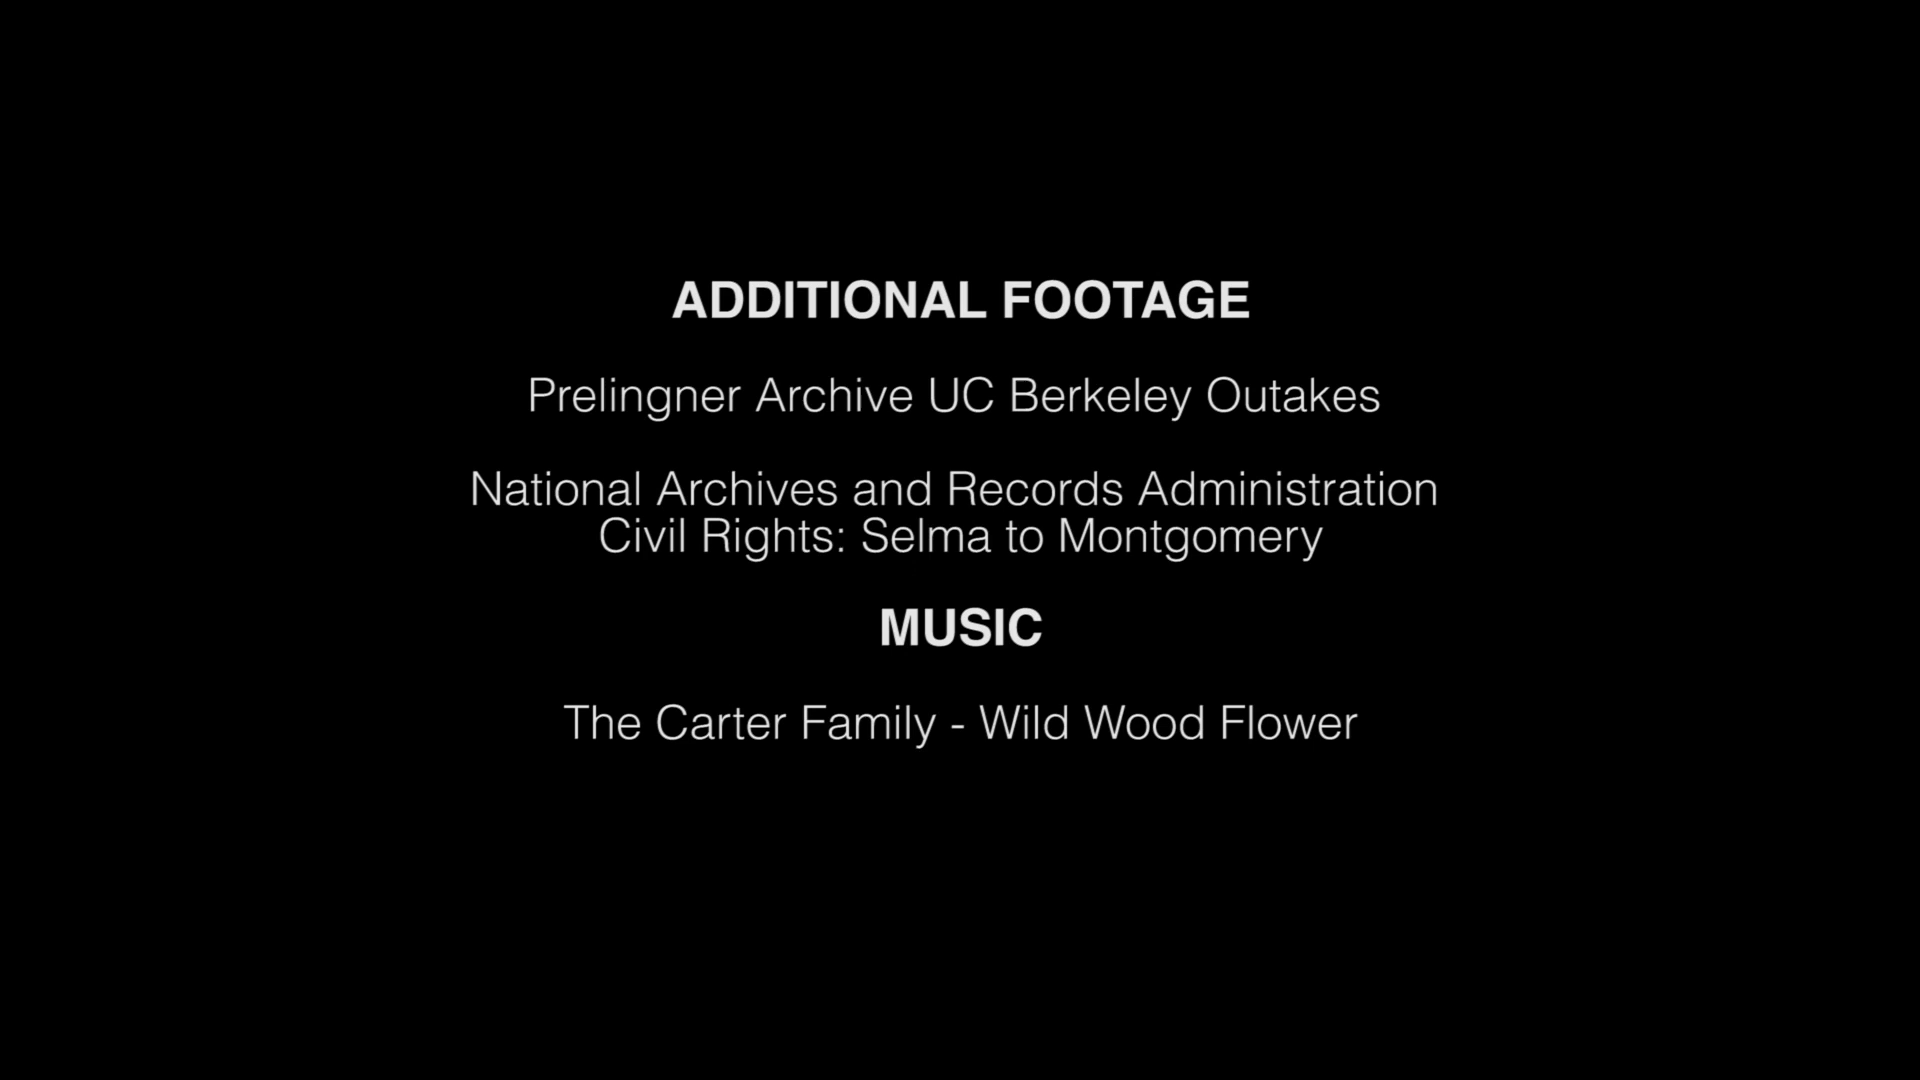 ADDITIONAL FOOTAGE
Prelingner Archive UC Berkeley Outakes
National Archives and Records Administration
Civil Rights: Selma to Montgomery
MUSIC
The Carter Family - Wild Wood Flower